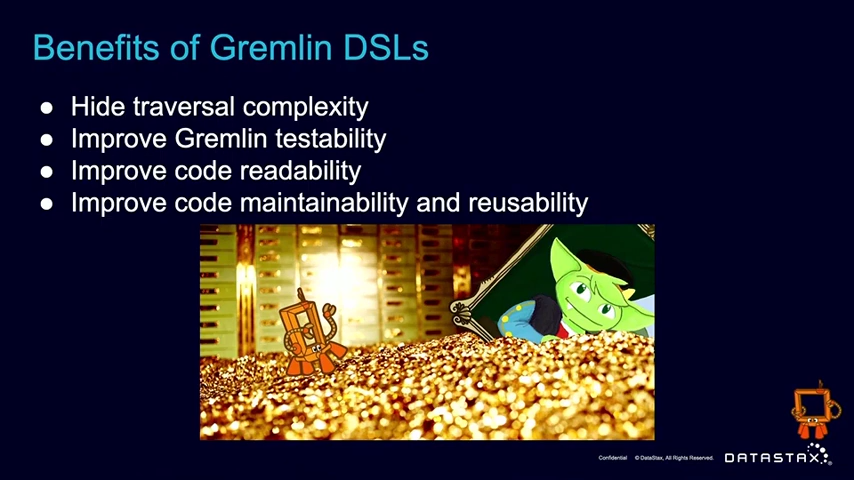 Benefits of Gremlin DSLs
● Hide traversal complexity
● Improve Gremlin testability
● Improve code readability
● Improve code maintainability and reusability
Confidential © DataStax, All Rights Reserved.
DATASTAX